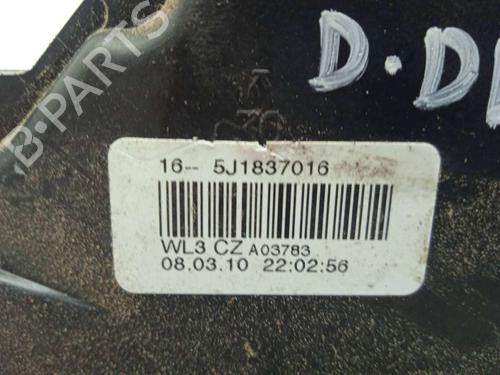 D.D
16-- 5J1837016
WL3 CZ A03783
08.03.10 22:02:56
B-PARTS